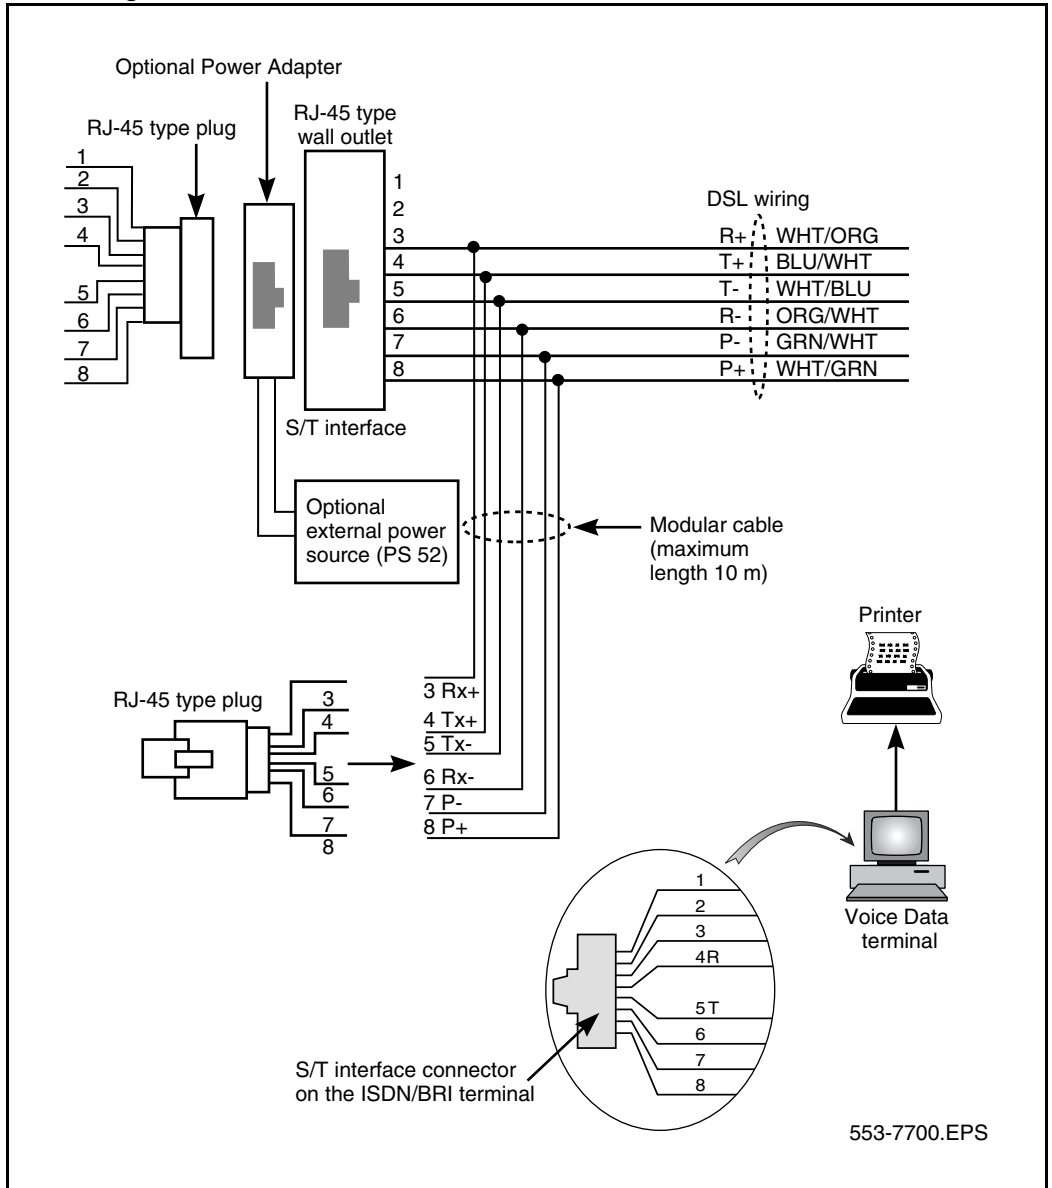 Optional Power Adapter
RJ-45 type plug
RJ-45 type
wall outlet
1
2
3
4
5
6
7
8
1
2
3
4
5
6
7
8
S/T interface
DSL wiring
R+ WHT/ORG
T+ BLU/WHT
T- WHT/BLU
R- ORG/WHT
P- GRN/WHT
P+ WHT/GRN
Optional
external power
source (PS 52)
Modular cable
(maximum
length 10 m)
Printer
RJ-45 type plug
3
4
5
6
7
8
3 Rx+
4 Tx+
5 Tx-
6 Rx-
7 P-
8 P+
Voice Data
terminal
1
2
3
4 R
5 T
6
7
8
S/T interface connector
on the ISDN/BRI terminal
553-7700.EPS